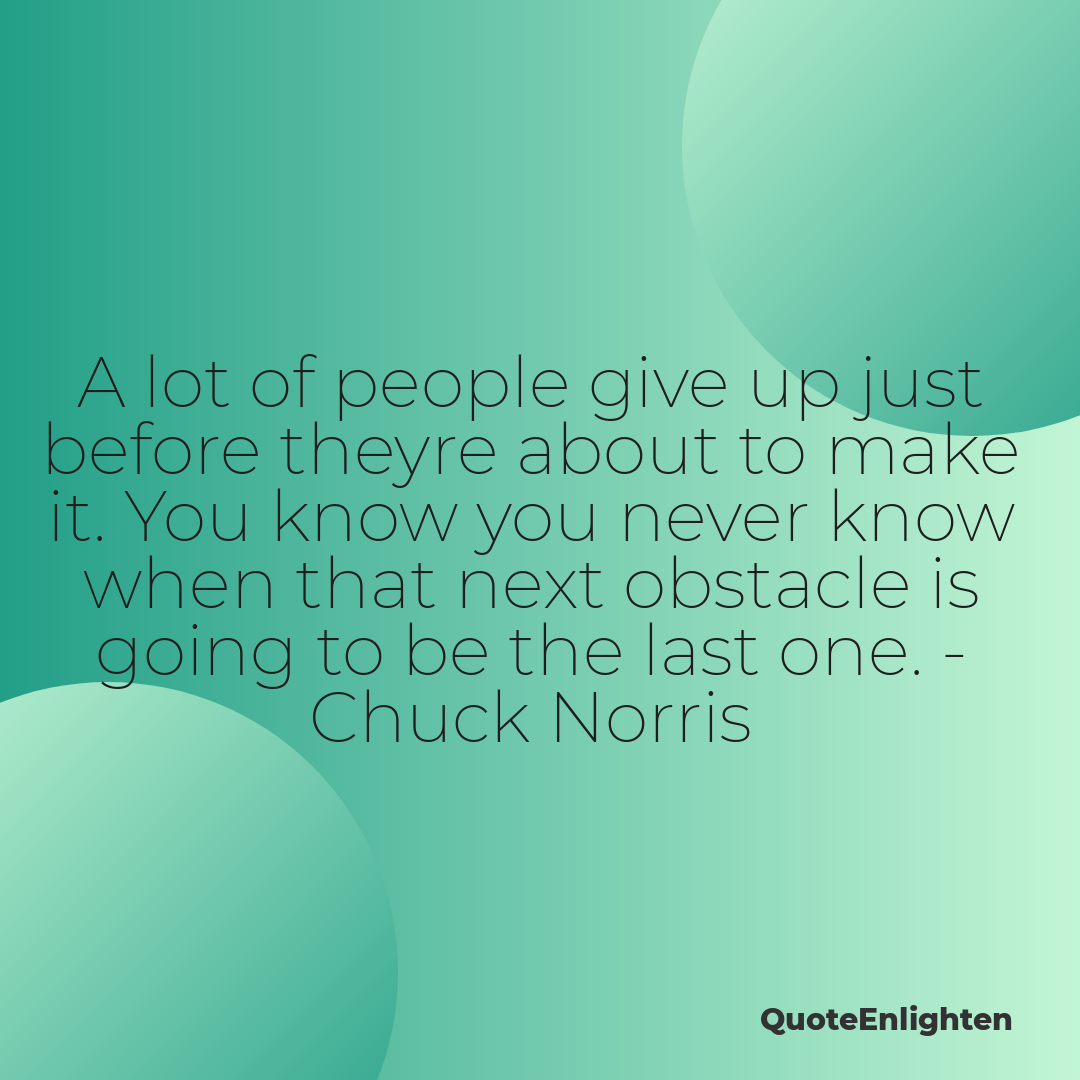 A lot of people give up just
before theyre about to make
it. You know you never know
when that next obstacle is
going to be the last one. -
Chuck Norris
QuoteEnlighten